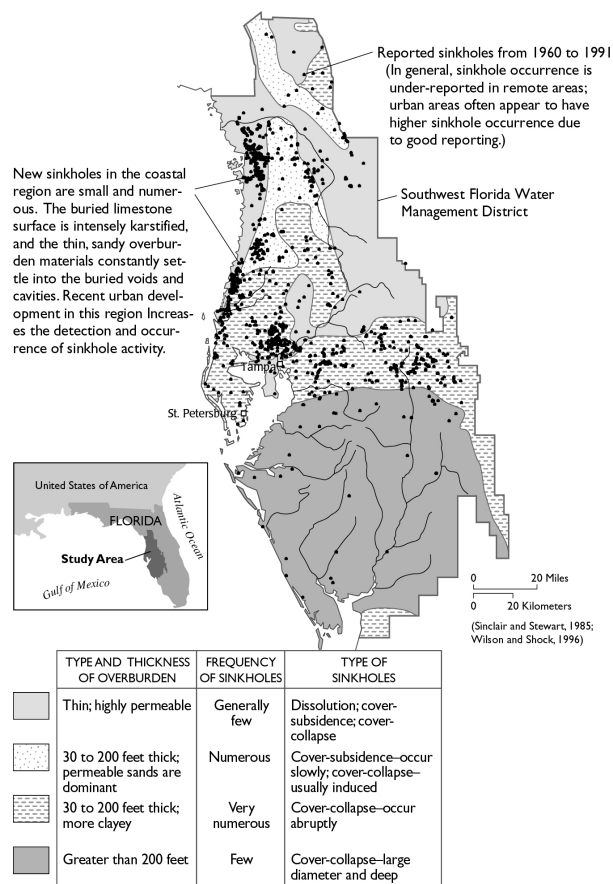 Reported sinkholes from 1960 to 1991
(In general, sinkhole occurrence is
under-reported in remote areas;
urban areas often appear to have
higher sinkhole occurrence due
to good reporting.)
New sinkholes in the coastal
region are small and numer-
ous. The buried limestone
surface is intensely karstified,
and the thin, sandy overbur-
den materials constantly set-
tle into the buried voids and
cavities. Recent urban devel-
opment in this region Increas-
es the detection and occur-
rence of sinkhole activity.
Southwest Florida Water
Management District
Tampa
St. Petersburg
United States of America
FLORIDA
Atlantic Ocean
Study Area
Gulf of Mexico
0 20 Miles
0 20 Kilometers
(Sinclair and Stewart, 1985;
Wilson and Shock, 1996)
TYPE AND THICKNESS
OF OVERBURDEN
FREQUENCY
OF SINKHOLES
TYPE OF
SINKHOLES
Thin; highly permeable
Generally
few
Dissolution; cover-
subsidence; cover-
collapse
30 to 200 feet thick;
permeable sands are
dominant
Numerous
Cover-subsidence–occur
slowly; cover-collapse–
usually induced
30 to 200 feet thick;
more clayey
Very
numerous
Cover-collapse–occur
abruptly
Greater than 200 feet
Few
Cover-collapse–large
diameter and deep